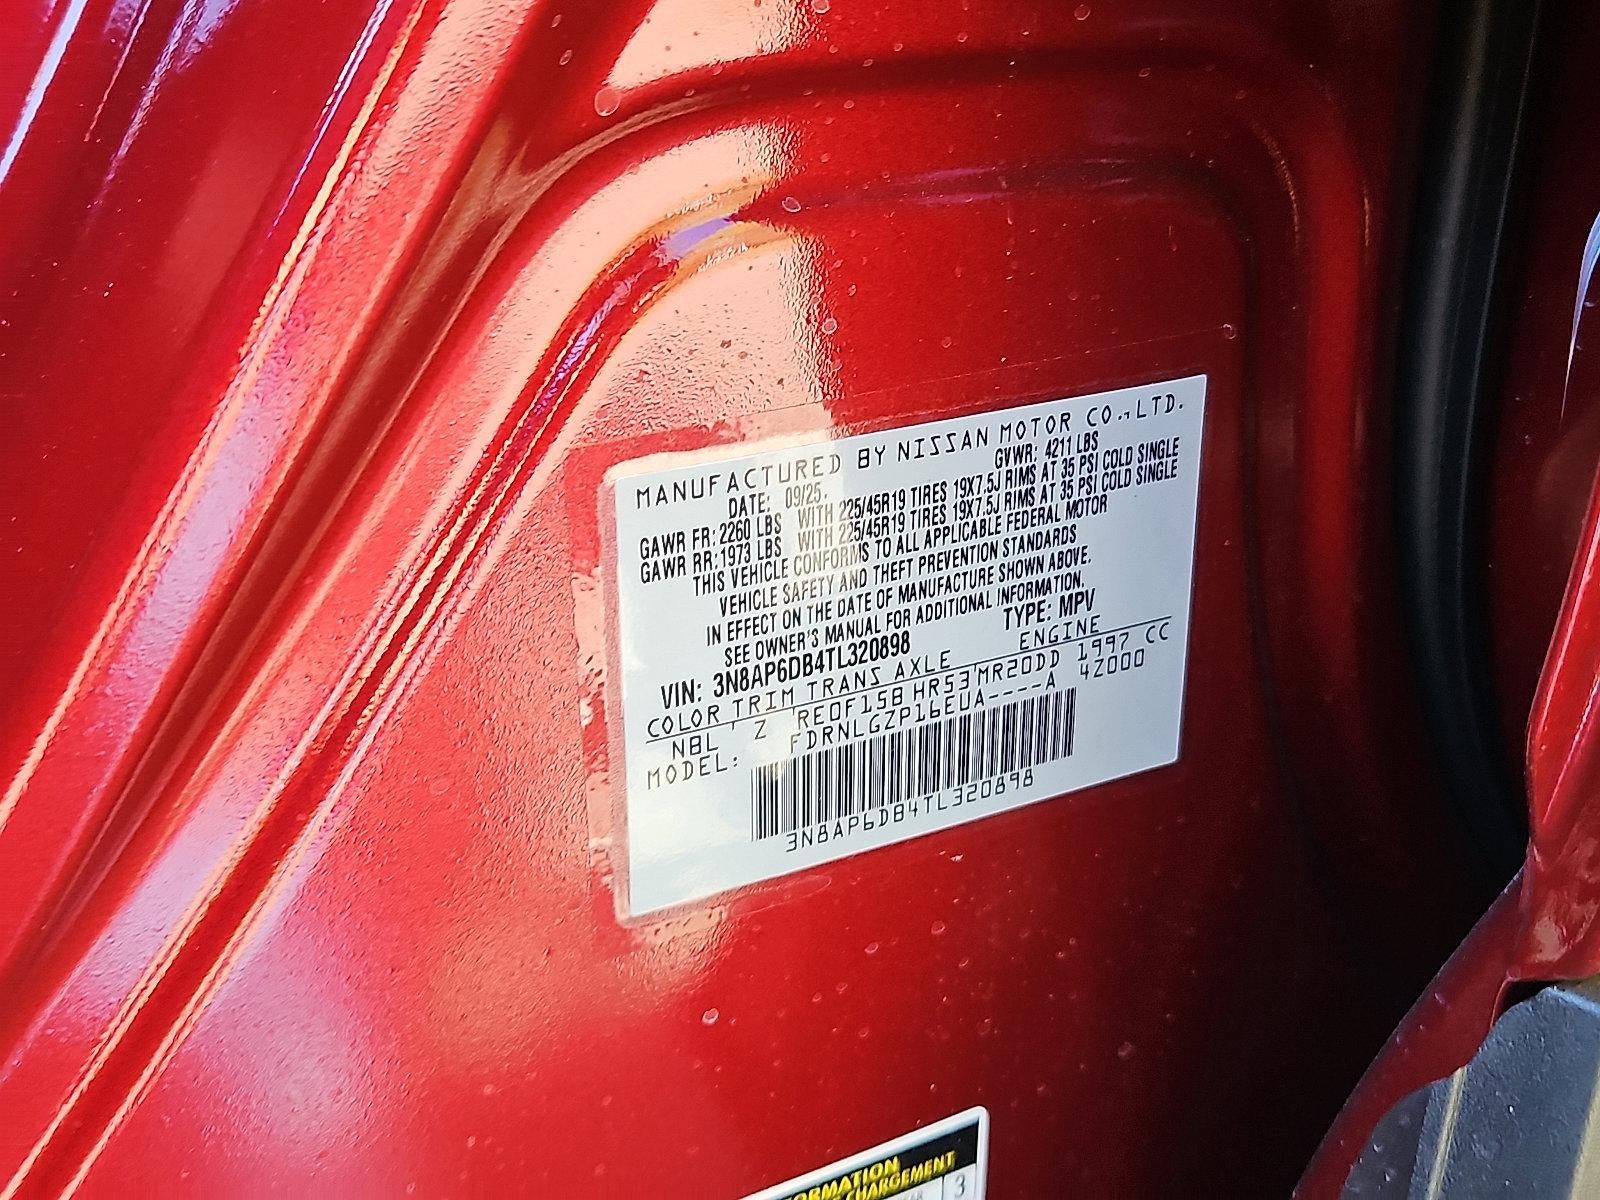 MANUFACTURED BY NISSAN MOTOR CO.,LTD.
DATE: 09/25. GVWR: 4211 LBS
GAWR FR: 2260 LBS WITH 225/45R19 TIRES 19X7.5J RIMS AT 35 PSI COLD SINGLE
GAWR RR: 1973 LBS WITH 225/45R19 TIRES 19X7.5J RIMS AT 35 PSI COLD SINGLE
THIS VEHICLE CONFORMS TO ALL APPLICABLE FEDERAL MOTOR
VEHICLE SAFETY AND THEFT PREVENTION STANDARDS
IN EFFECT ON THE DATE OF MANUFACTURE SHOWN ABOVE.
SEE OWNER'S MANUAL FOR ADDITIONAL INFORMATION.
VIN: 3N8AP6DB4TL320898 TYPE: MPV
COLOR TRIM TRANS AXLE ENGINE
NBL Z RE0F15B HR53 MR20DD 1997 CC
MODEL: FDRNLGZP16EUA----A 4Z000
3N8AP6DB4TL320898
CHARGEMENT
3